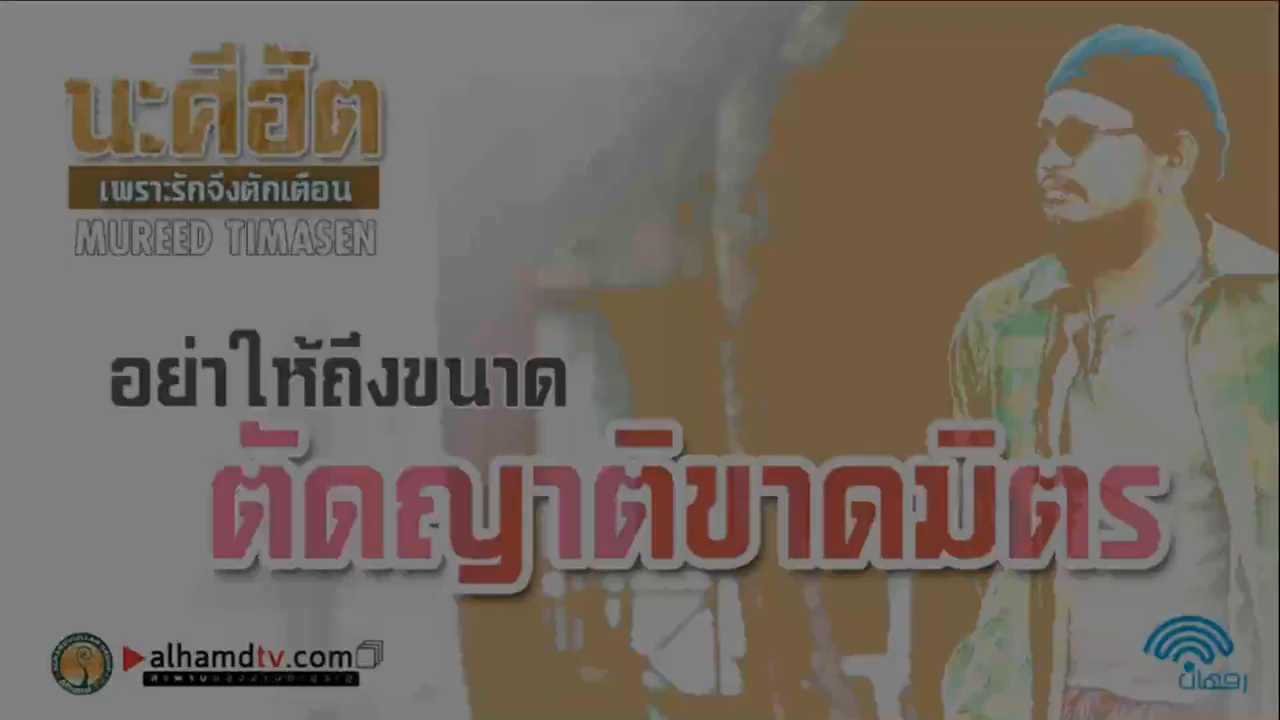 นะศีฮัต
เพราะรักจึงตักเตือน
MUREED TIMASEN
อย่าให้ถึงขนาด
ตัดญาติขาดมิตร
alhamdtv.com